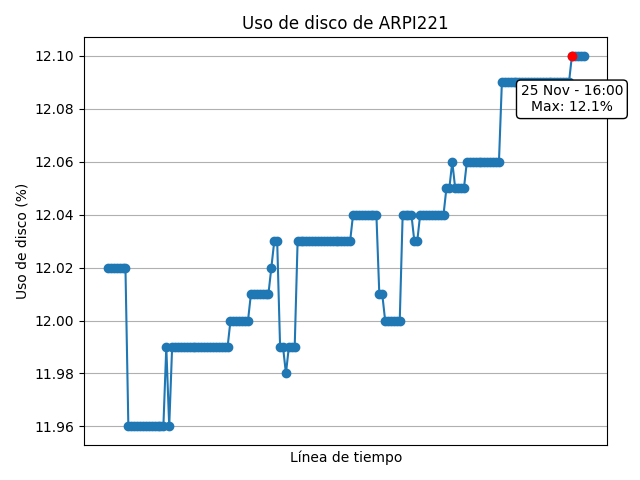 Uso de disco de ARPI221
12.10
12.08
12.06
12.04
12.02
12.00
11.98
11.96
Uso de disco (%)
25 Nov - 16:00
Max: 12.1%
Línea de tiempo